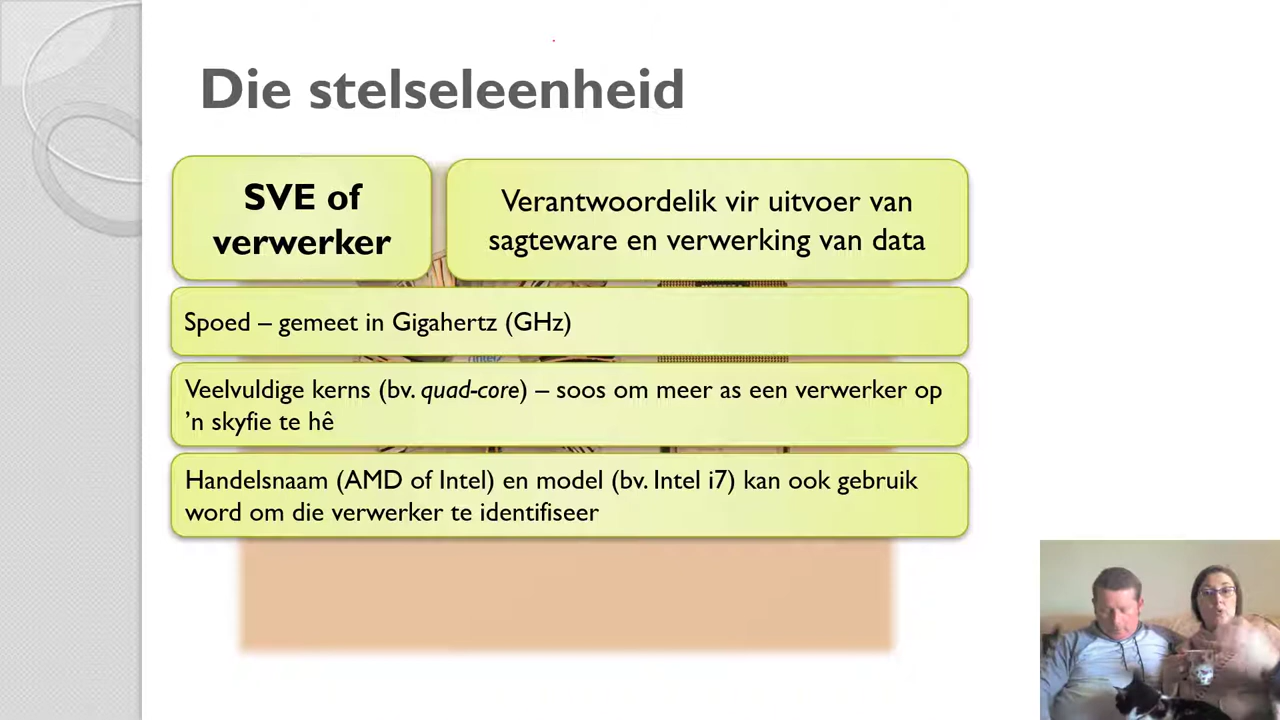 Die stelseleenheid
SVE of
verwerker
Verantwoordelik vir uitvoer van
sagteware en verwerking van data
Spoed – gemeet in Gigahertz (GHz)
Veelvuldige kerns (bv. quad-core) – soos om meer as een verwerker op
’n skyfie te hê
Handelsnaam (AMD of Intel) en model (bv. Intel i7) kan ook gebruik
word om die verwerker te identifiseer